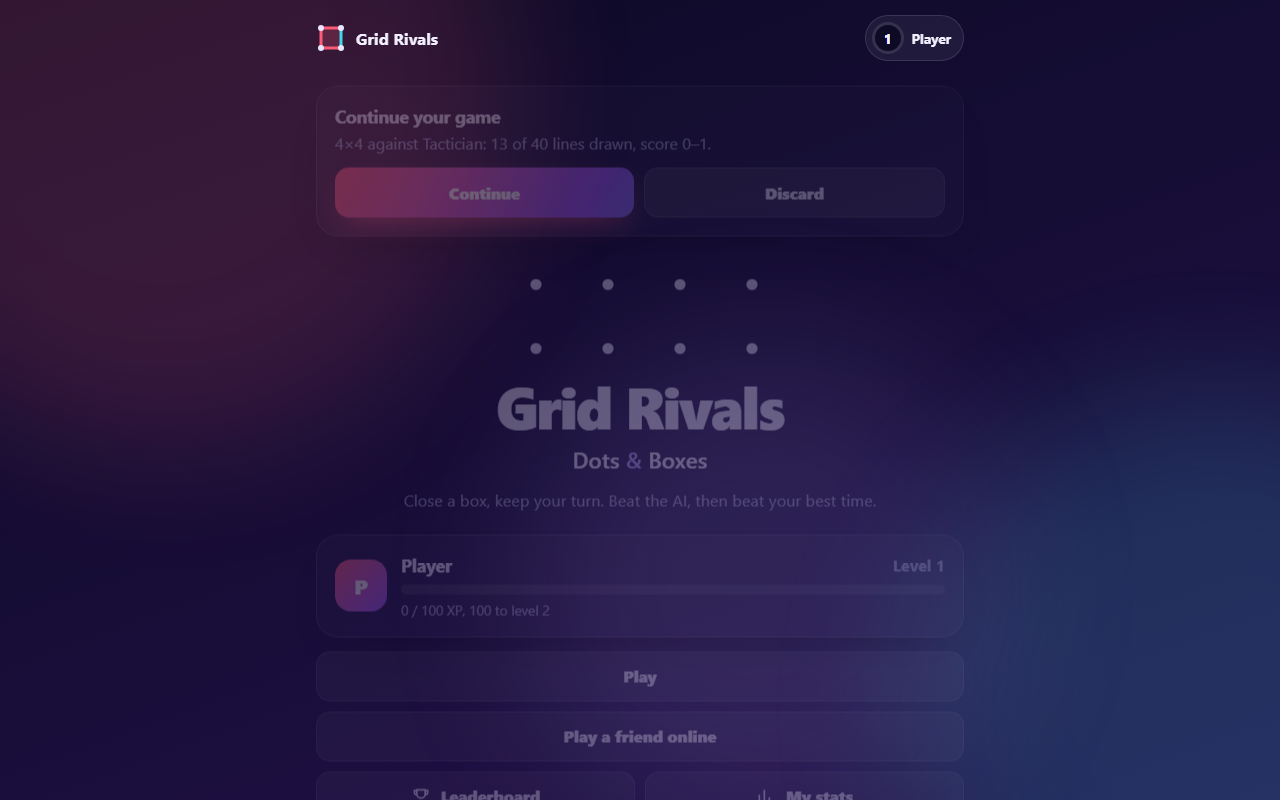 Grid Rivals
1 Player
Continue your game
4×4 against Tactician: 13 of 40 lines drawn, score 0–1.
Continue
Discard
Grid Rivals
Dots & Boxes
Close a box, keep your turn. Beat the AI, then beat your best time.
P
Player
Level 1
0 / 100 XP, 100 to level 2
Play
Play a friend online
Leaderboard
My stats